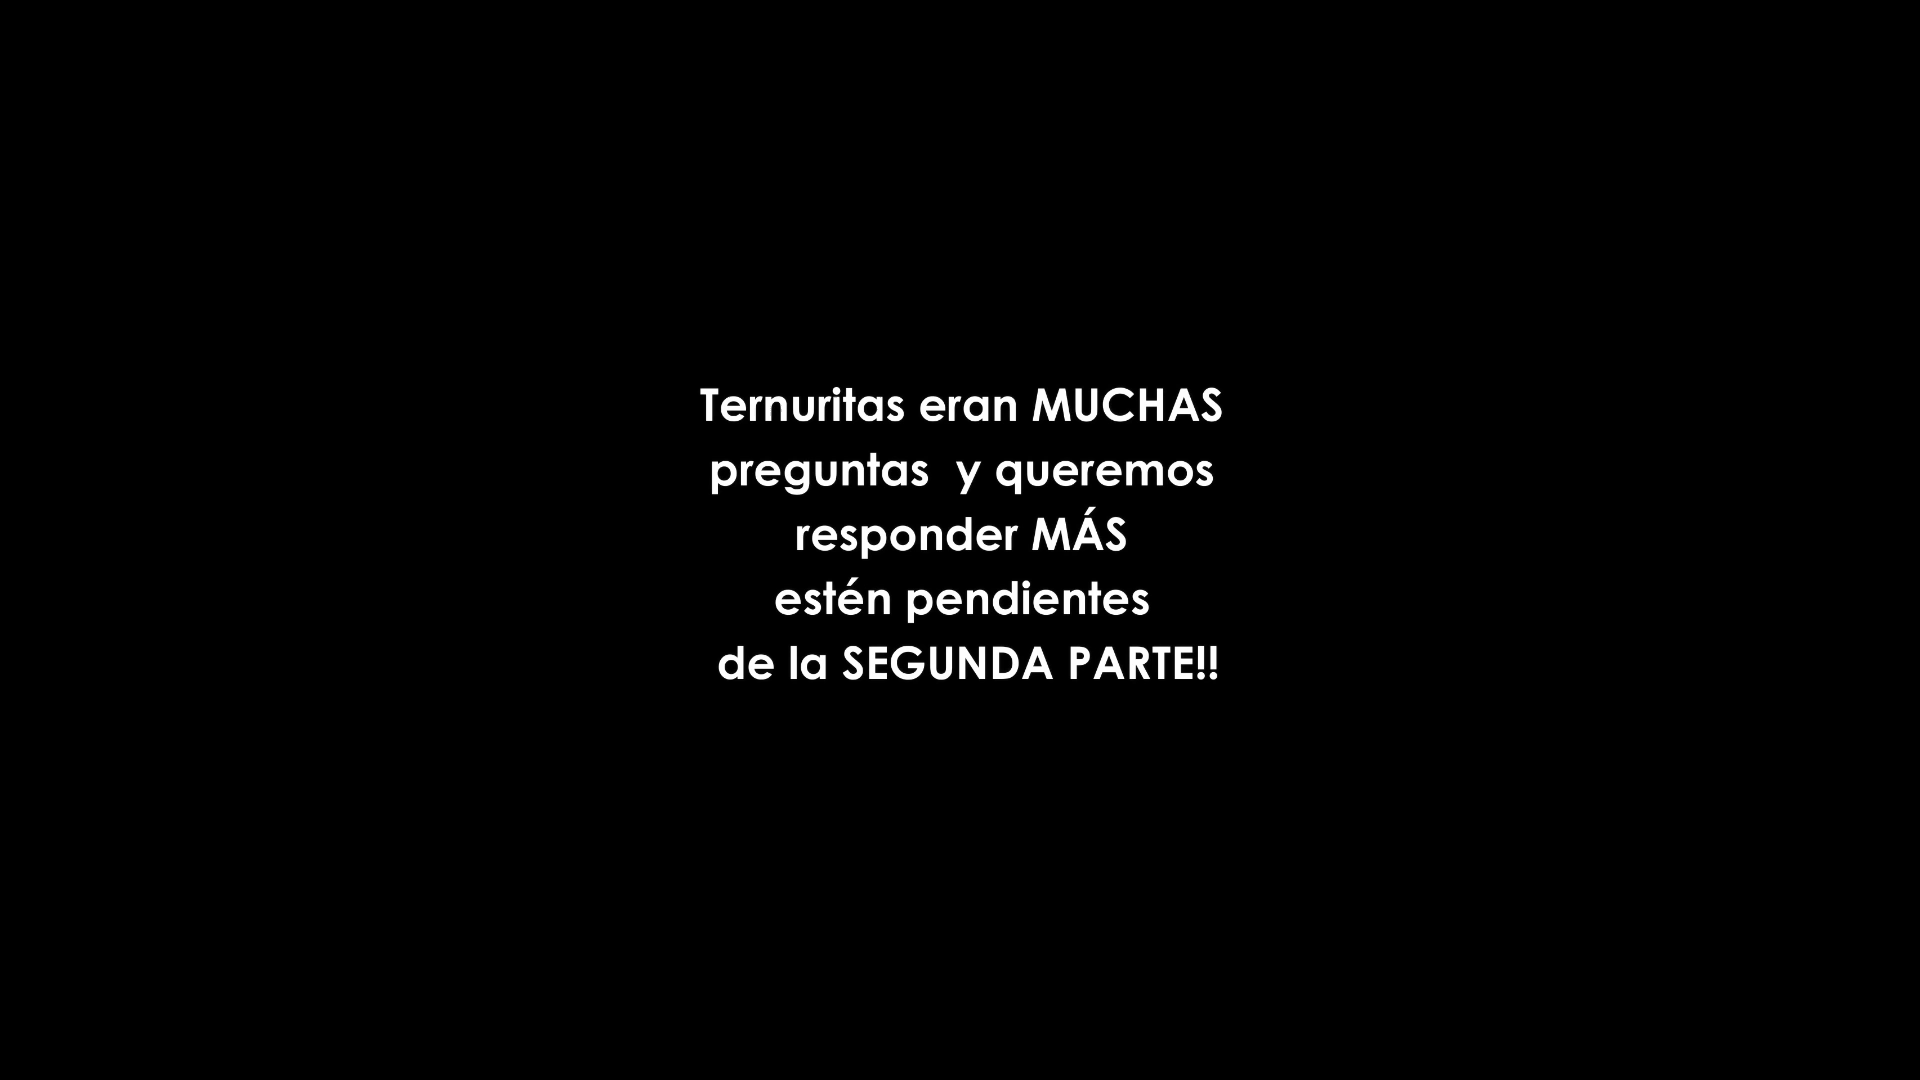 Ternuritas eran MUCHAS
preguntas  y queremos
responder MÁS
estén pendientes
de la SEGUNDA PARTE!!